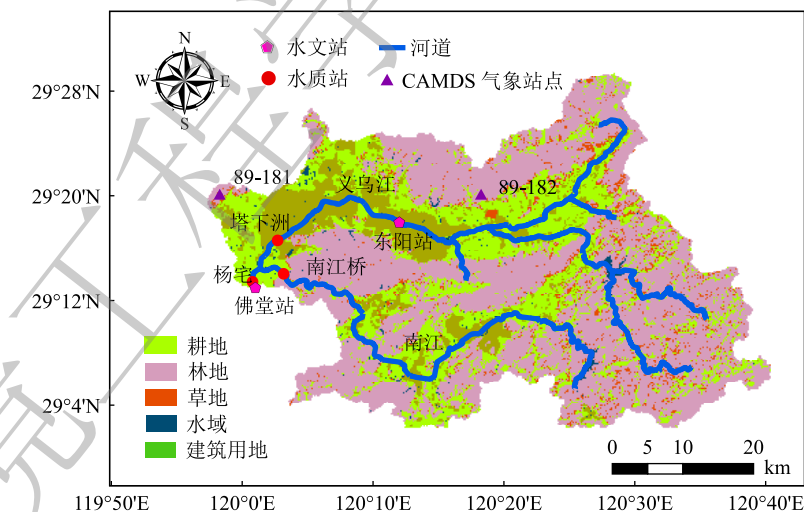 N
W E
S
水文站 河道
水质站 CAMDS 气象站点
29°28'N
29°20'N
29°12'N
29°4'N
89-181
义乌江
89-182
塔下洲
东阳站
杨宅
南江桥
佛堂站
南江
耕地
林地
草地
水域
建筑用地
0 5 10 20
km
119°50'E 120°0'E 120°10'E 120°20'E 120°30'E 120°40'E